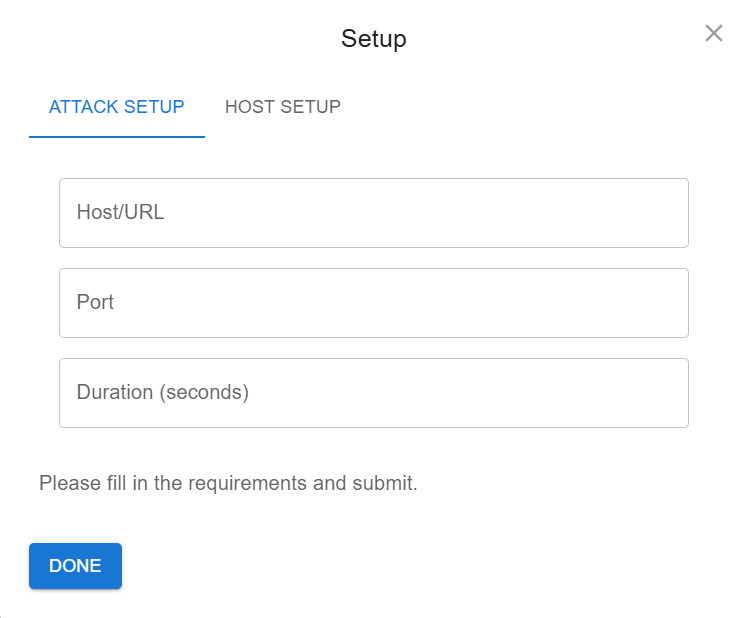 Setup
ATTACK SETUP HOST SETUP
Host/URL
Port
Duration (seconds)
Please fill in the requirements and submit.
DONE